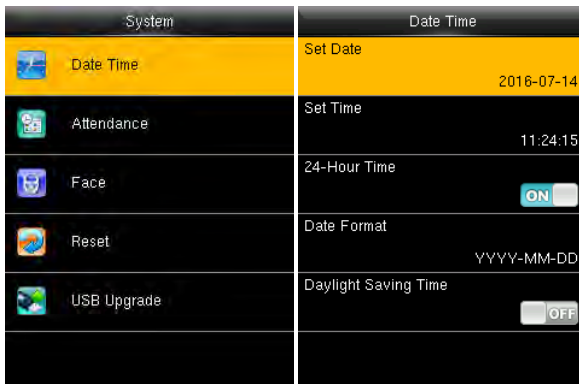 System
Date Time
Attendance
Face
Reset
USB Upgrade
Date Time
Set Date
2016-07-14
Set Time
11:24:15
24-Hour Time
ON
Date Format
YYYY-MM-DD
Daylight Saving Time
OFF